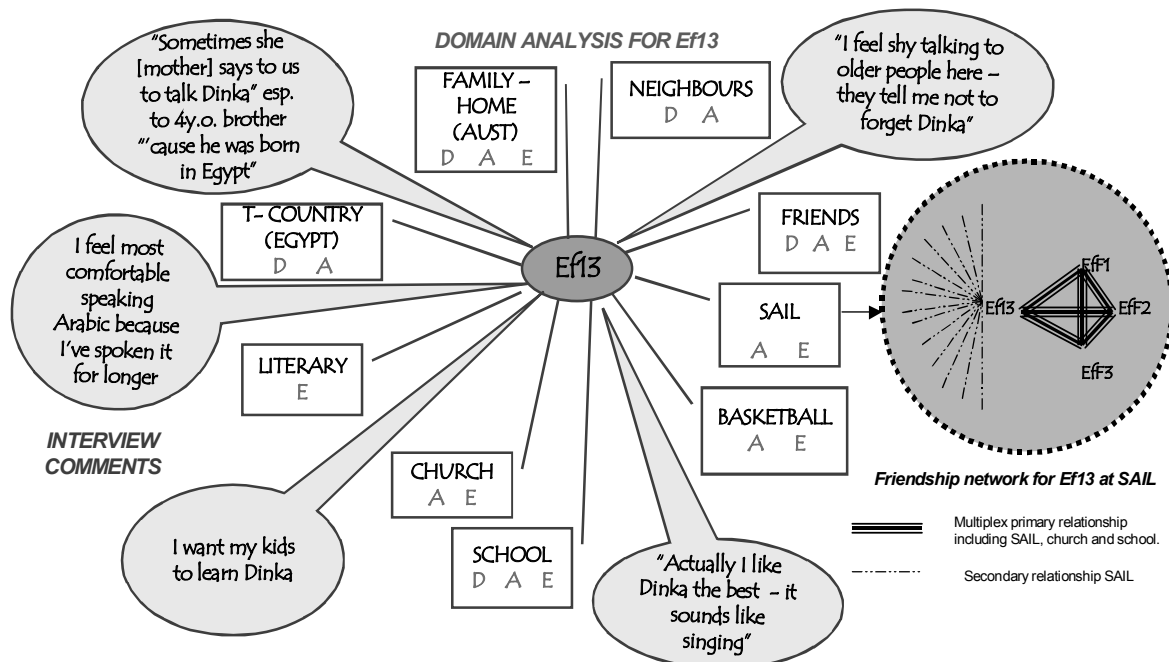 DOMAIN ANALYSIS FOR Ef13
"Sometimes she
[mother] says to us
to talk Dinka" esp.
to 4y.o. brother
"'cause he was born
in Egypt"
FAMILY –
HOME
(AUST)
D A E
NEIGHBOURS
D A
"I feel shy talking to
older people here –
they tell me not to
forget Dinka"
T– COUNTRY
(EGYPT)
D A
Ef13
FRIENDS
D A E
I feel most
comfortable
speaking
Arabic because
I've spoken it
for longer
SAIL
A E
EfF1
Ef13
EfF2
EfF3
LITERARY
E
BASKETBALL
A E
INTERVIEW
COMMENTS
CHURCH
A E
Friendship network for Ef13 at SAIL
Multiplex primary relationship
including SAIL, church and school.
Secondary relationship SAIL
I want my kids
to learn Dinka
SCHOOL
D A E
"Actually I like
Dinka the best – it
sounds like
singing"